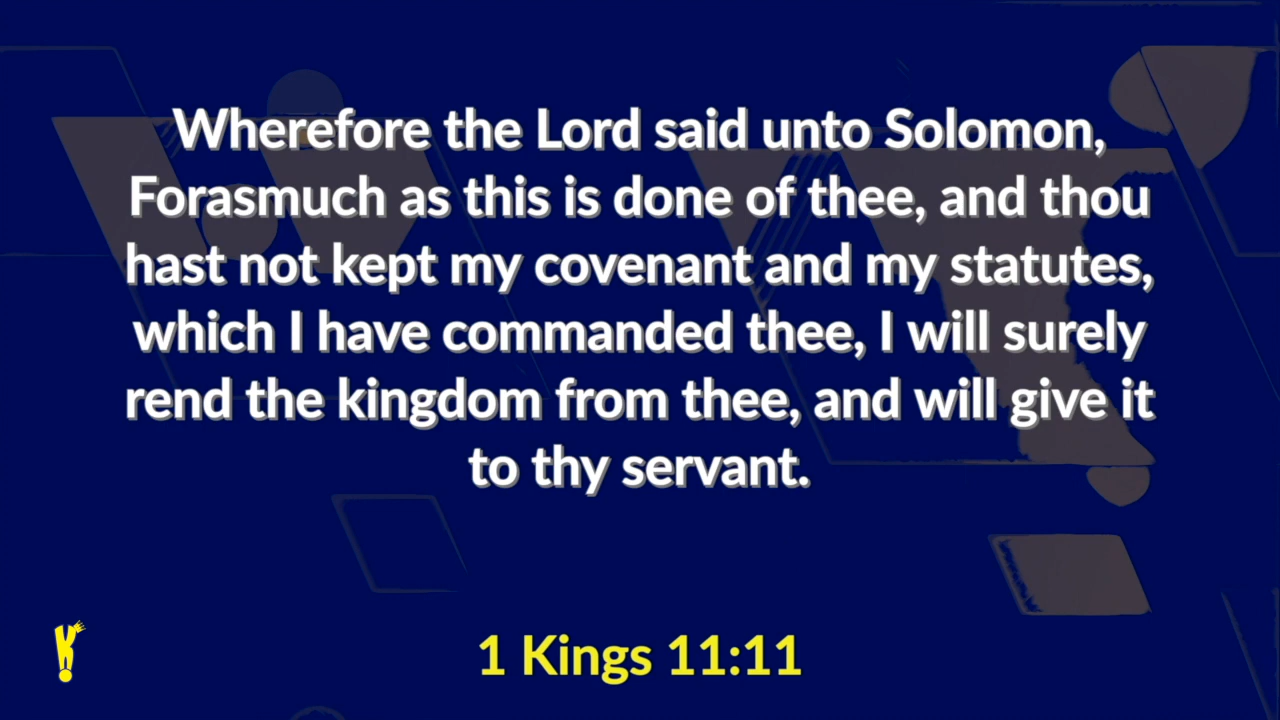 Wherefore the Lord said unto Solomon,
Forasmuch as this is done of thee, and thou
hast not kept my covenant and my statutes,
which I have commanded thee, I will surely
rend the kingdom from thee, and will give it
to thy servant.
1 Kings 11:11